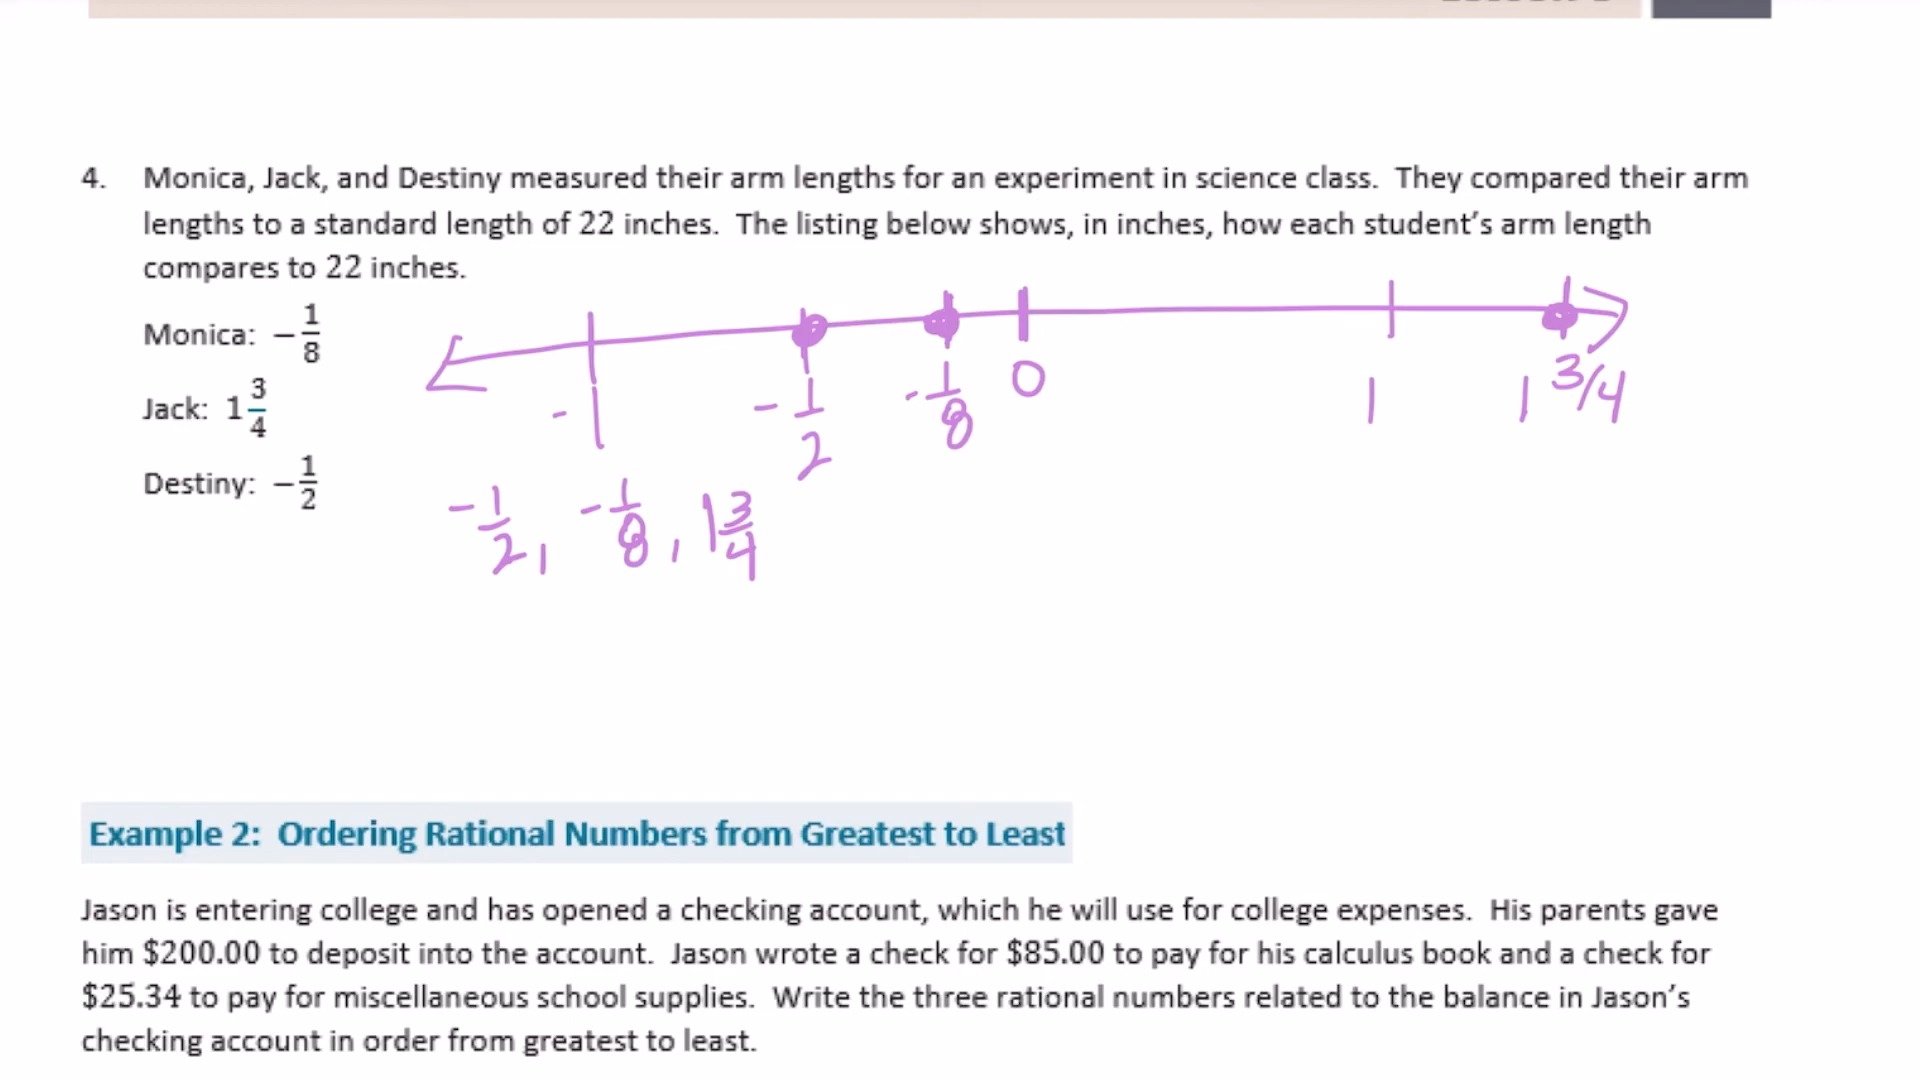 4. Monica, Jack, and Destiny measured their arm lengths for an experiment in science class. They compared their arm
lengths to a standard length of 22 inches. The listing below shows, in inches, how each student's arm length
compares to 22 inches.
Monica: −1/8
Jack: 1 3/4
Destiny: −1/2
-1 -1/2 -1/8 0 1 1 3/4
-1/2, -1/8, 1 3/4
Example 2: Ordering Rational Numbers from Greatest to Least
Jason is entering college and has opened a checking account, which he will use for college expenses. His parents gave
him $200.00 to deposit into the account. Jason wrote a check for $85.00 to pay for his calculus book and a check for
$25.34 to pay for miscellaneous school supplies. Write the three rational numbers related to the balance in Jason's
checking account in order from greatest to least.